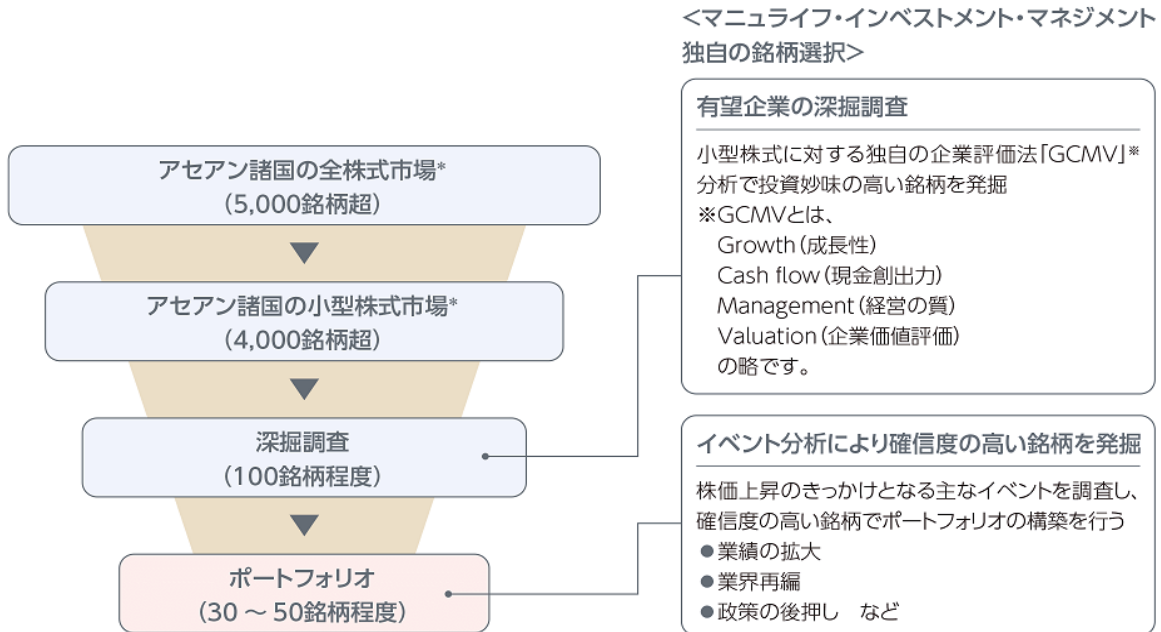 <マニュライフ・インベストメント・マネジメント
独自の銘柄選択>
アセアン諸国の全株式市場*
(5,000銘柄超)
アセアン諸国の小型株式市場*
(4,000銘柄超)
深掘調査
(100銘柄程度)
ポートフォリオ
(30 ～ 50銘柄程度)
有望企業の深掘調査
小型株式に対する独自の企業評価法「GCMV」※
分析で投資妙味の高い銘柄を発掘
※GCMVとは、
Growth(成長性)
Cash flow(現金創出力)
Management(経営の質)
Valuation(企業価値評価)
の略です。
イベント分析により確信度の高い銘柄を発掘
株価上昇のきっかけとなる主なイベントを調査し、
確信度の高い銘柄でポートフォリオの構築を行う
●業績の拡大
●業界再編
●政策の後押し　など